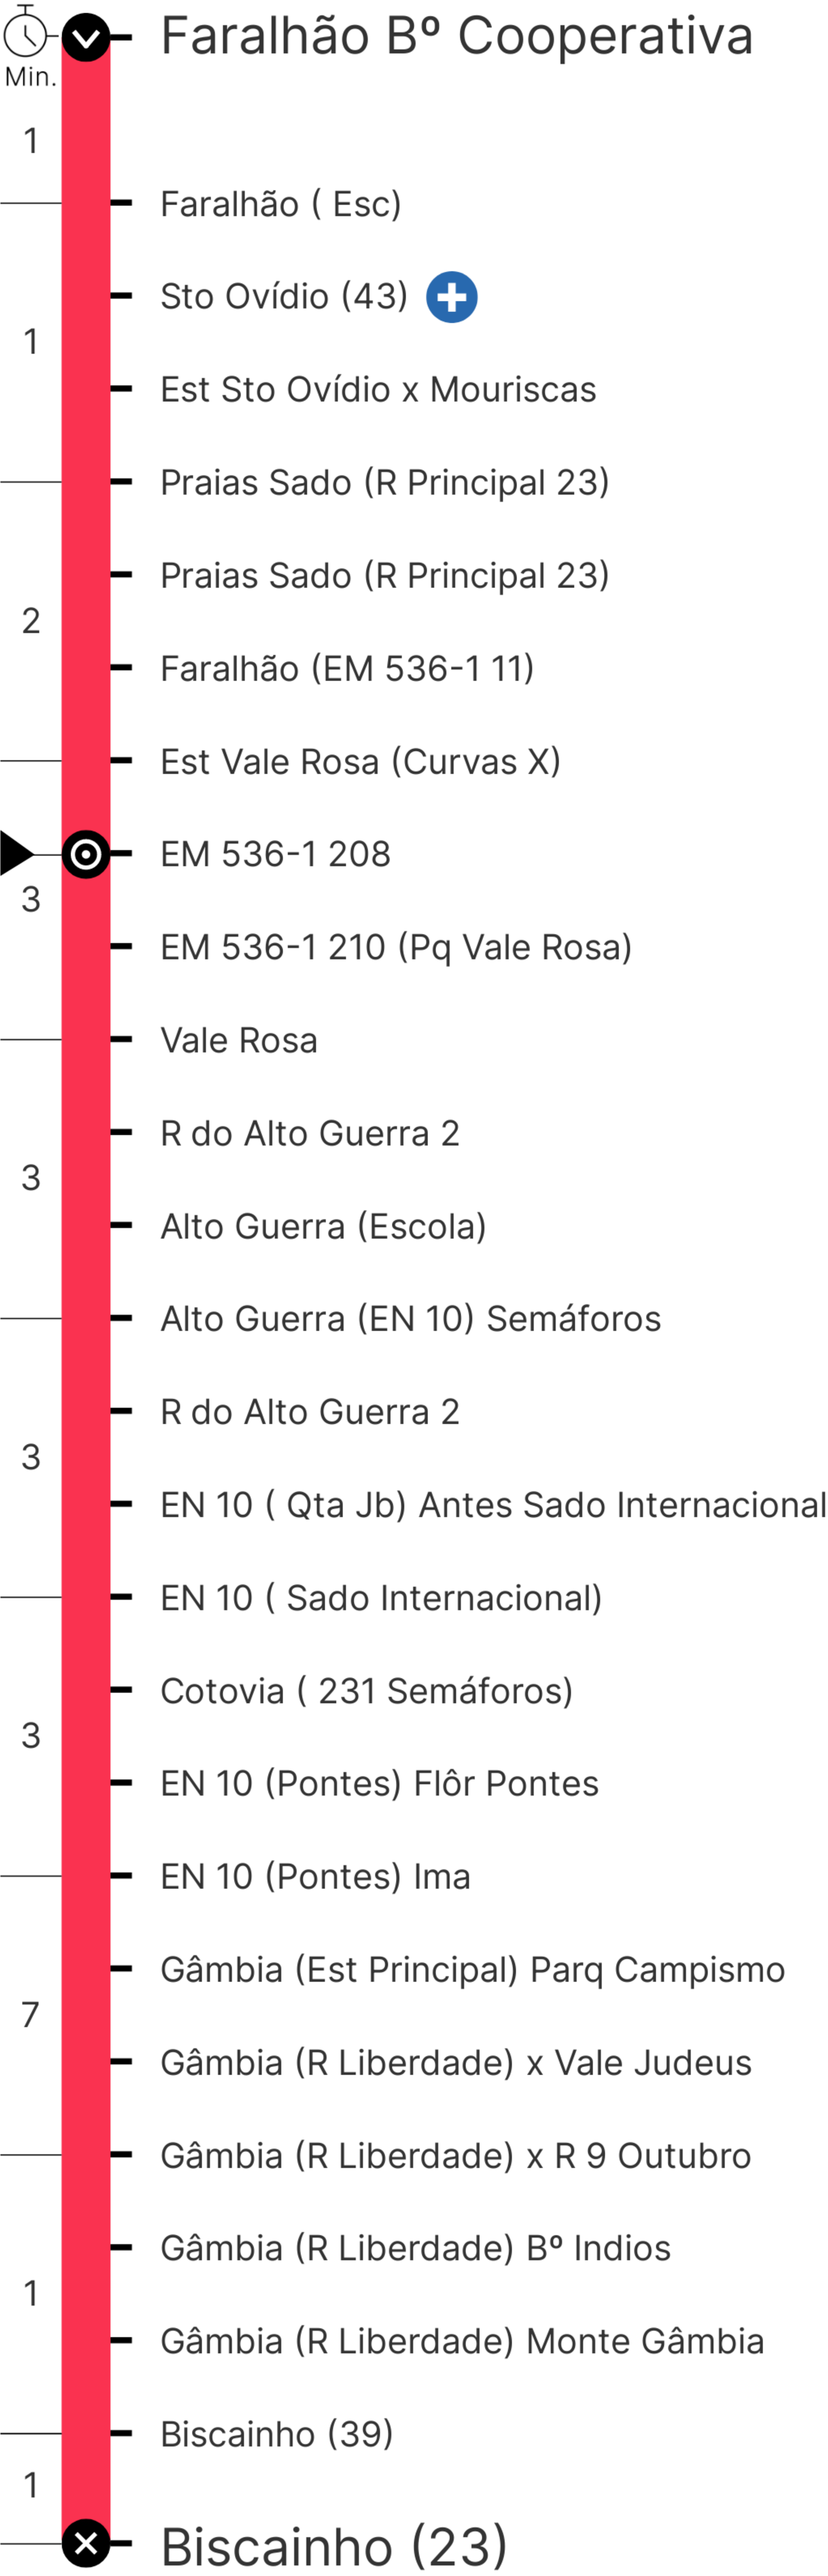 Faralhão Bº Cooperativa
Min.
1
Faralhão ( Esc)
Sto Ovídio (43)
1
Est Sto Ovídio x Mouriscas
Praias Sado (R Principal 23)
Praias Sado (R Principal 23)
2
Faralhão (EM 536-1 11)
Est Vale Rosa (Curvas X)
EM 536-1 208
3
EM 536-1 210 (Pq Vale Rosa)
Vale Rosa
R do Alto Guerra 2
3
Alto Guerra (Escola)
Alto Guerra (EN 10) Semáforos
R do Alto Guerra 2
3
EN 10 ( Qta Jb) Antes Sado Internacional
EN 10 ( Sado Internacional)
Cotovia ( 231 Semáforos)
3
EN 10 (Pontes) Flôr Pontes
EN 10 (Pontes) Ima
Gâmbia (Est Principal) Parq Campismo
7
Gâmbia (R Liberdade) x Vale Judeus
Gâmbia (R Liberdade) x R 9 Outubro
Gâmbia (R Liberdade) Bº Indios
1
Gâmbia (R Liberdade) Monte Gâmbia
Biscainho (39)
1
Biscainho (23)